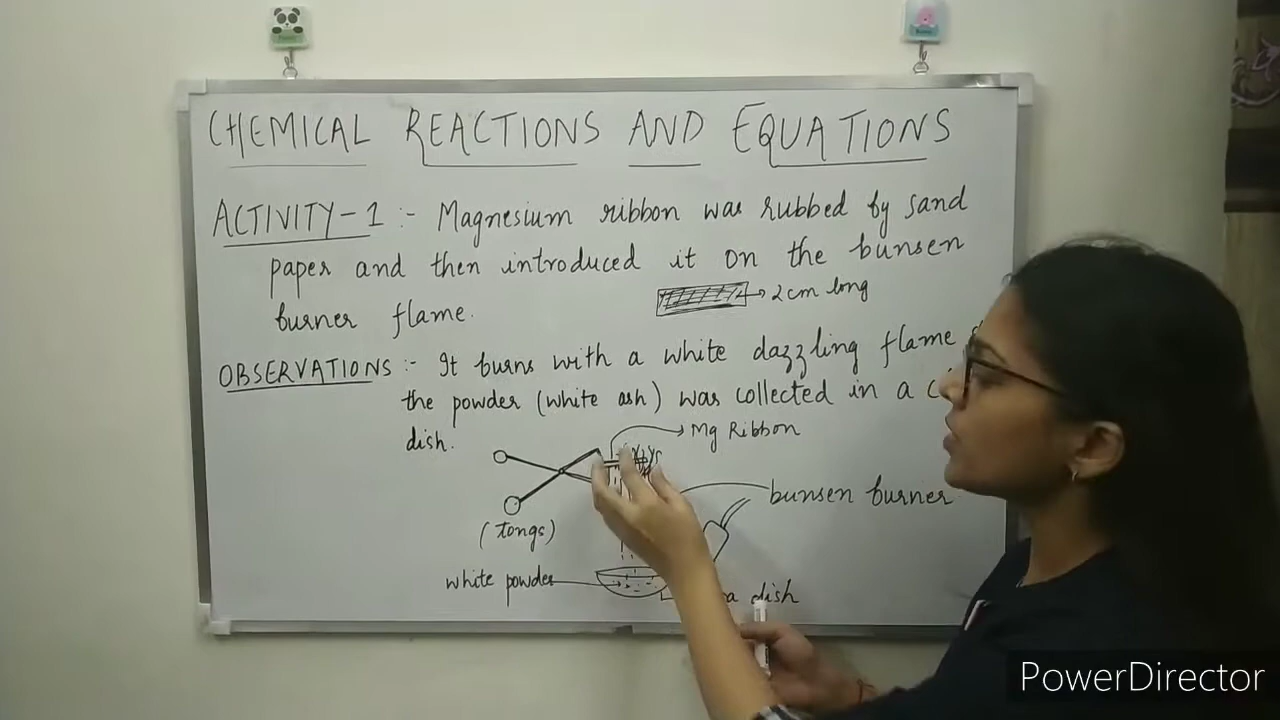 CHEMICAL REACTIONS AND EQUATIONS
ACTIVITY-1 :- Magnesium ribbon was rubbed by sand
paper and then introduced it on the bunsen
burner flame.
→ 2 cm long
OBSERVATIONS :- It burns with a white dazzling flame
the powder (white ash) was collected in a
dish.
→ Mg Ribbon
bunsen burner
(tongs)
white powder
dish
PowerDirector